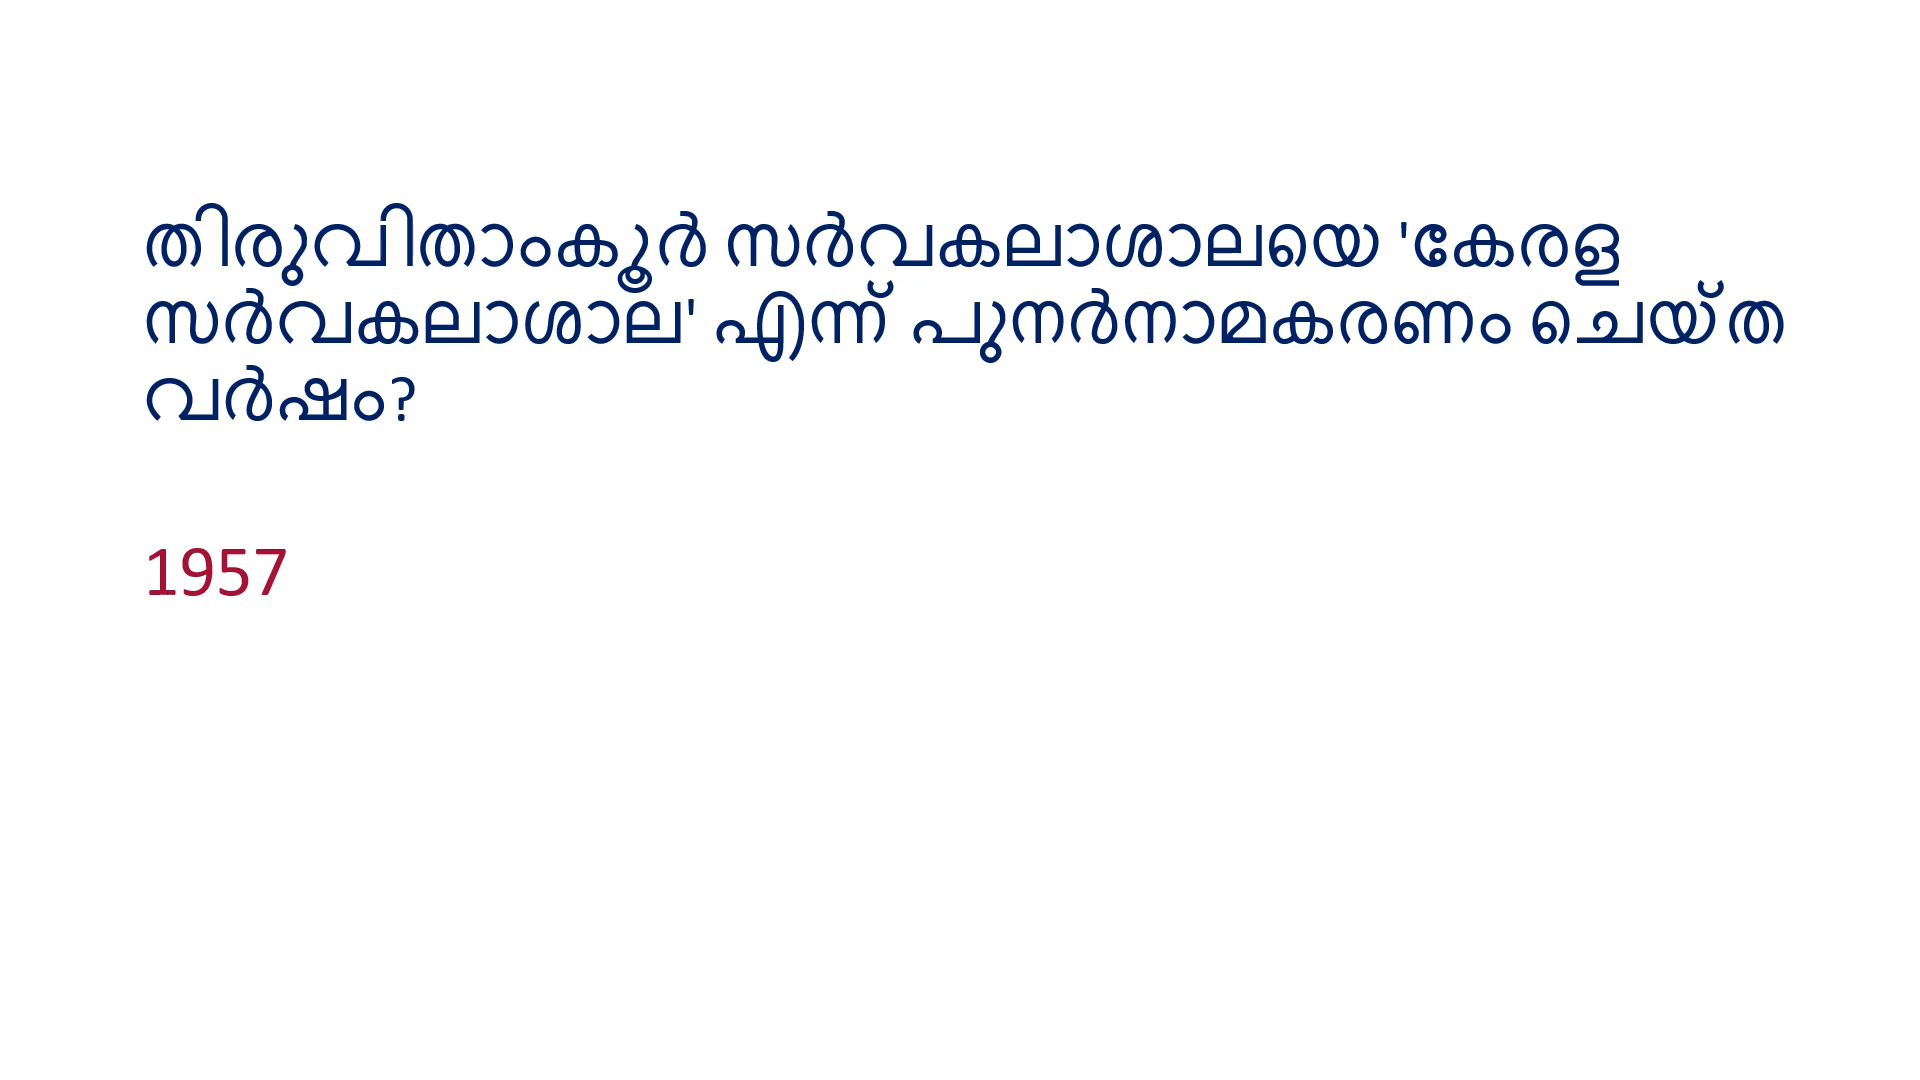 തിരുവിതാംകൂർ സർവകലാശാലയെ 'കേരള
സർവകലാശാല' എന്ന് പുനർനാമകരണം ചെയ്ത
വർഷം?
1957